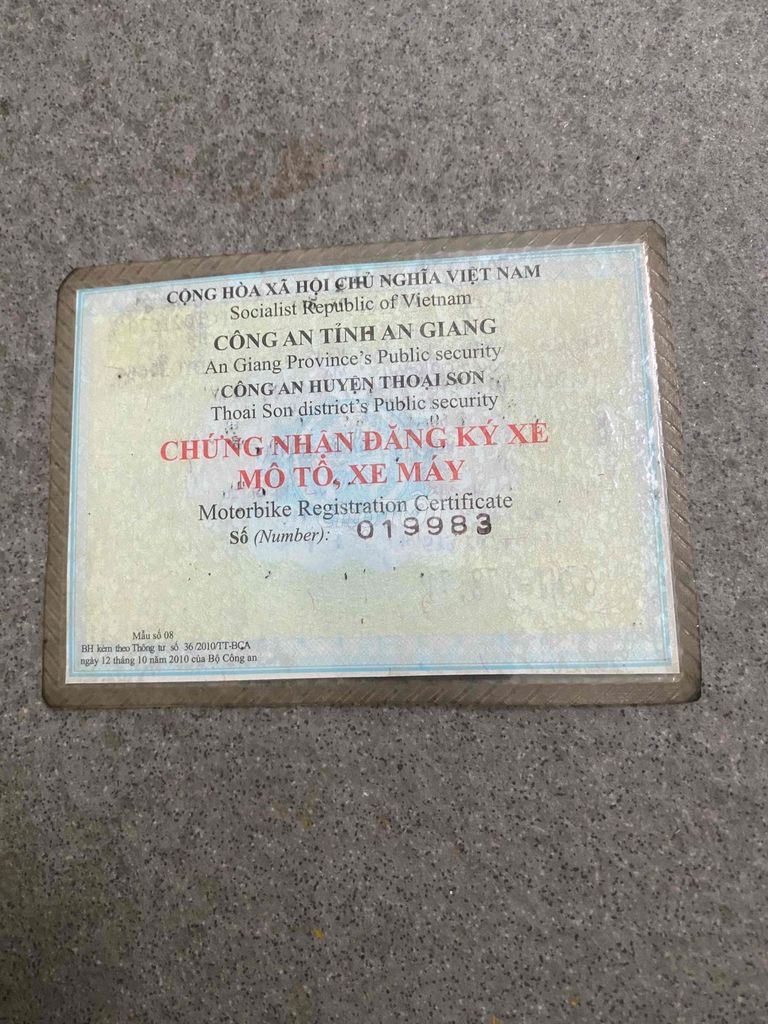 CỘNG HÒA XÃ HỘI CHỦ NGHĨA VIỆT NAM
Socialist Republic of Vietnam
CÔNG AN TỈNH AN GIANG
An Giang Province's Public security
CÔNG AN HUYỆN THOẠI SƠN
Thoai Son district's Public security
CHỨNG NHẬN ĐĂNG KÝ XE
MÔ TÔ, XE MÁY
Motorbike Registration Certificate
Số (Number): 019983
Mẫu số 08
BH kèm theo Thông tư số 36/2010/TT-BCA
ngày 12 tháng 10 năm 2010 của Bộ Công an